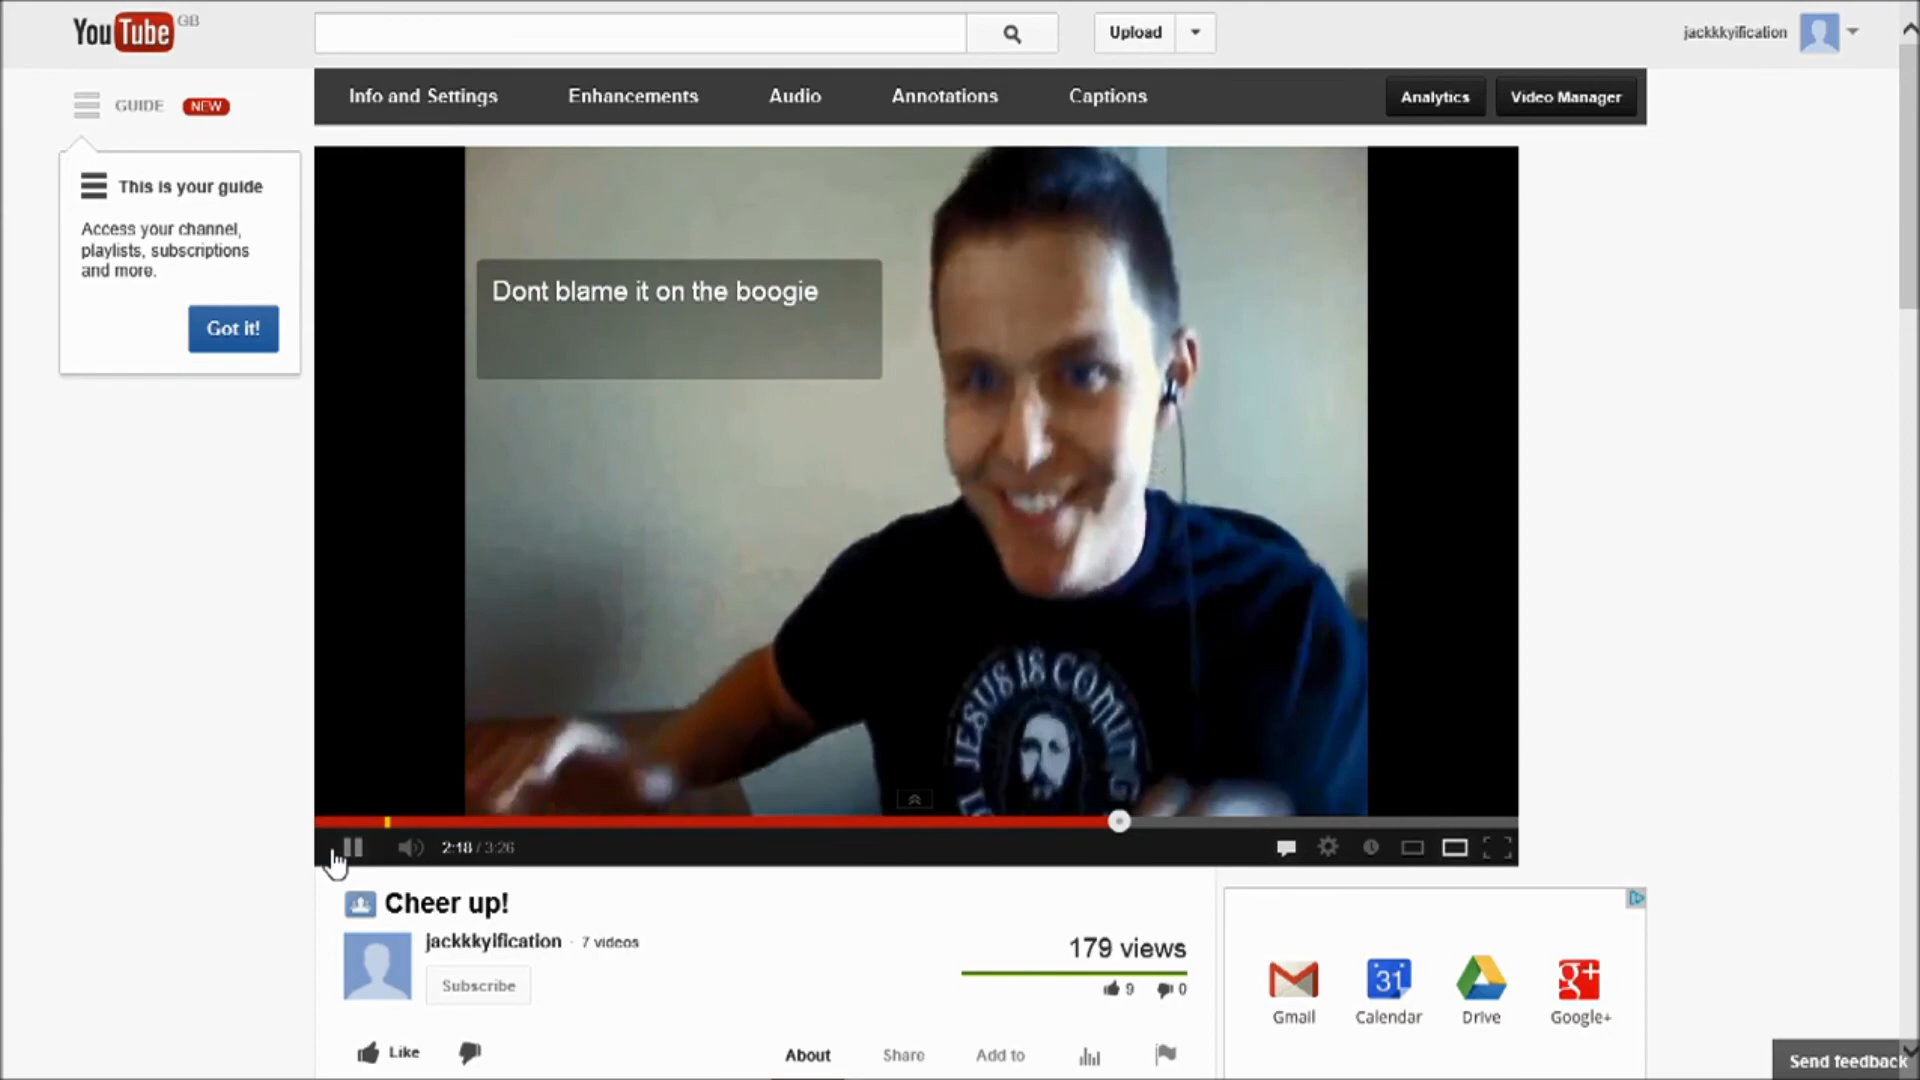 YouTube GB
Upload
jackkkyification
GUIDE NEW
Info and Settings Enhancements Audio Annotations Captions Analytics Video Manager
This is your guide
Access your channel,
playlists, subscriptions
and more.
Got it!
Dont blame it on the boogie
JESUS IS COMING
2:18 / 3:26
Cheer up!
jackkkyification · 7 videos
Subscribe
179 views
9 0
Like
About Share Add to
31
g+
Gmail Calendar Drive Google+
Send feedback